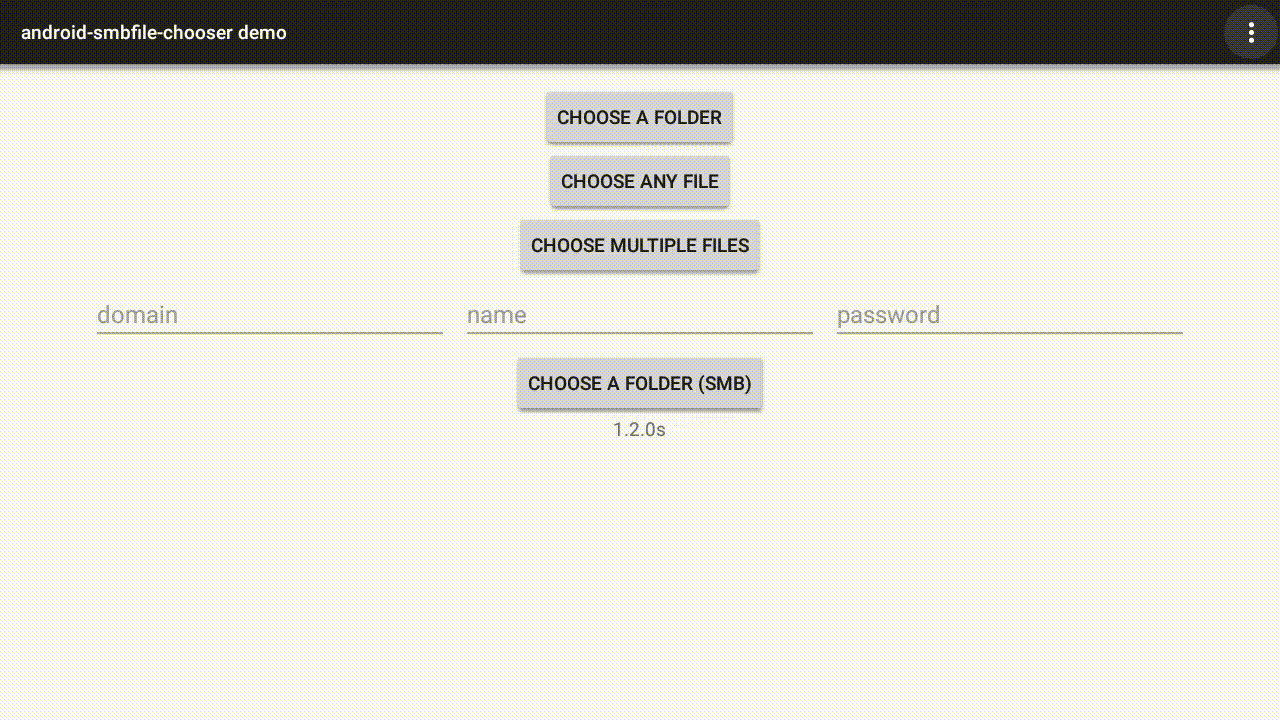 android-smbfile-chooser demo
CHOOSE A FOLDER
CHOOSE ANY FILE
CHOOSE MULTIPLE FILES
domain name password
CHOOSE A FOLDER (SMB)
1.2.0s